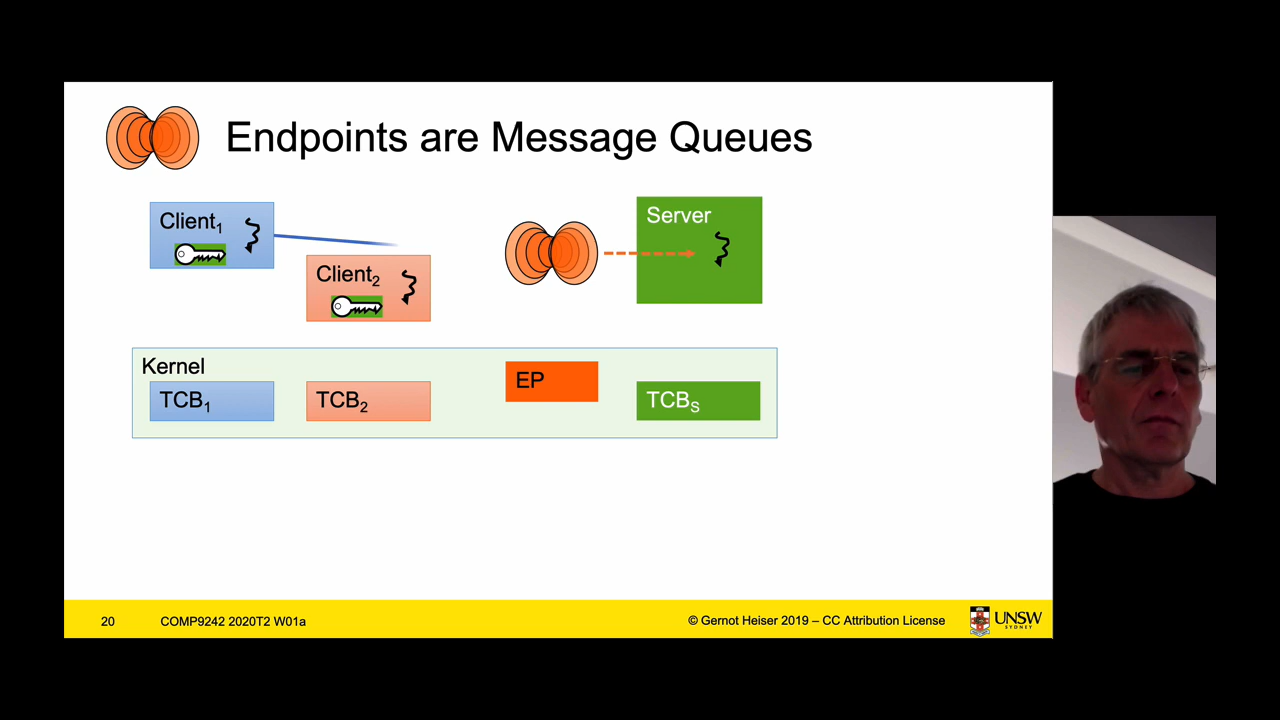 Endpoints are Message Queues
Client₁
Client₂
Server
Kernel
TCB₁
TCB₂
EP
TCBₛ
20
COMP9242 2020T2 W01a
© Gernot Heiser 2019 – CC Attribution License
UNSW
SYDNEY